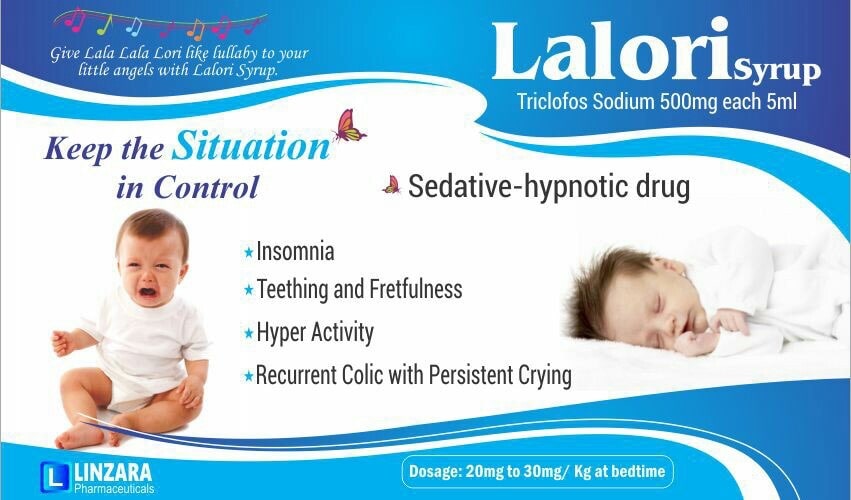 Give Lala Lala Lori like lullaby to your
little angels with Lalori Syrup.
Lalori Syrup
Triclofos Sodium 500mg each 5ml
Keep the Situation
in Control
Sedative-hypnotic drug
Insomnia
Teething and Fretfulness
Hyper Activity
Recurrent Colic with Persistent Crying
L LINZARA
Pharmaceuticals
Dosage: 20mg to 30mg/ Kg at bedtime